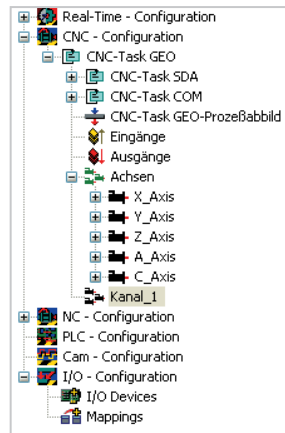 Real-Time - Configuration
CNC - Configuration
CNC-Task GEO
CNC-Task SDA
CNC-Task COM
CNC-Task GEO-Prozeßabbild
Eingänge
Ausgänge
Achsen
X_Axis
Y_Axis
Z_Axis
A_Axis
C_Axis
Kanal_1
NC - Configuration
PLC - Configuration
Cam - Configuration
I/O - Configuration
I/O Devices
Mappings